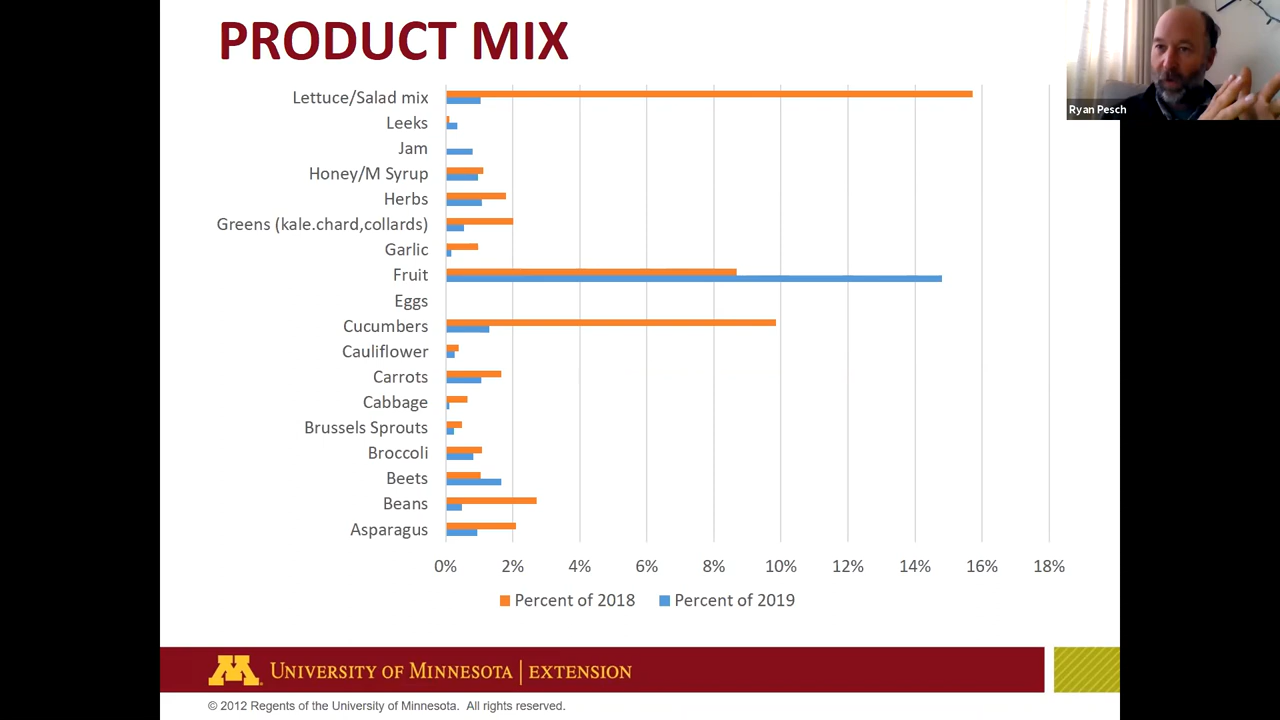 PRODUCT MIX
Ryan Pesch
Lettuce/Salad mix
Leeks
Jam
Honey/M Syrup
Herbs
Greens (kale.chard,collards)
Garlic
Fruit
Eggs
Cucumbers
Cauliflower
Carrots
Cabbage
Brussels Sprouts
Broccoli
Beets
Beans
Asparagus
0% 2% 4% 6% 8% 10% 12% 14% 16% 18%
Percent of 2018 Percent of 2019
M UNIVERSITY OF MINNESOTA | EXTENSION
© 2012 Regents of the University of Minnesota. All rights reserved.